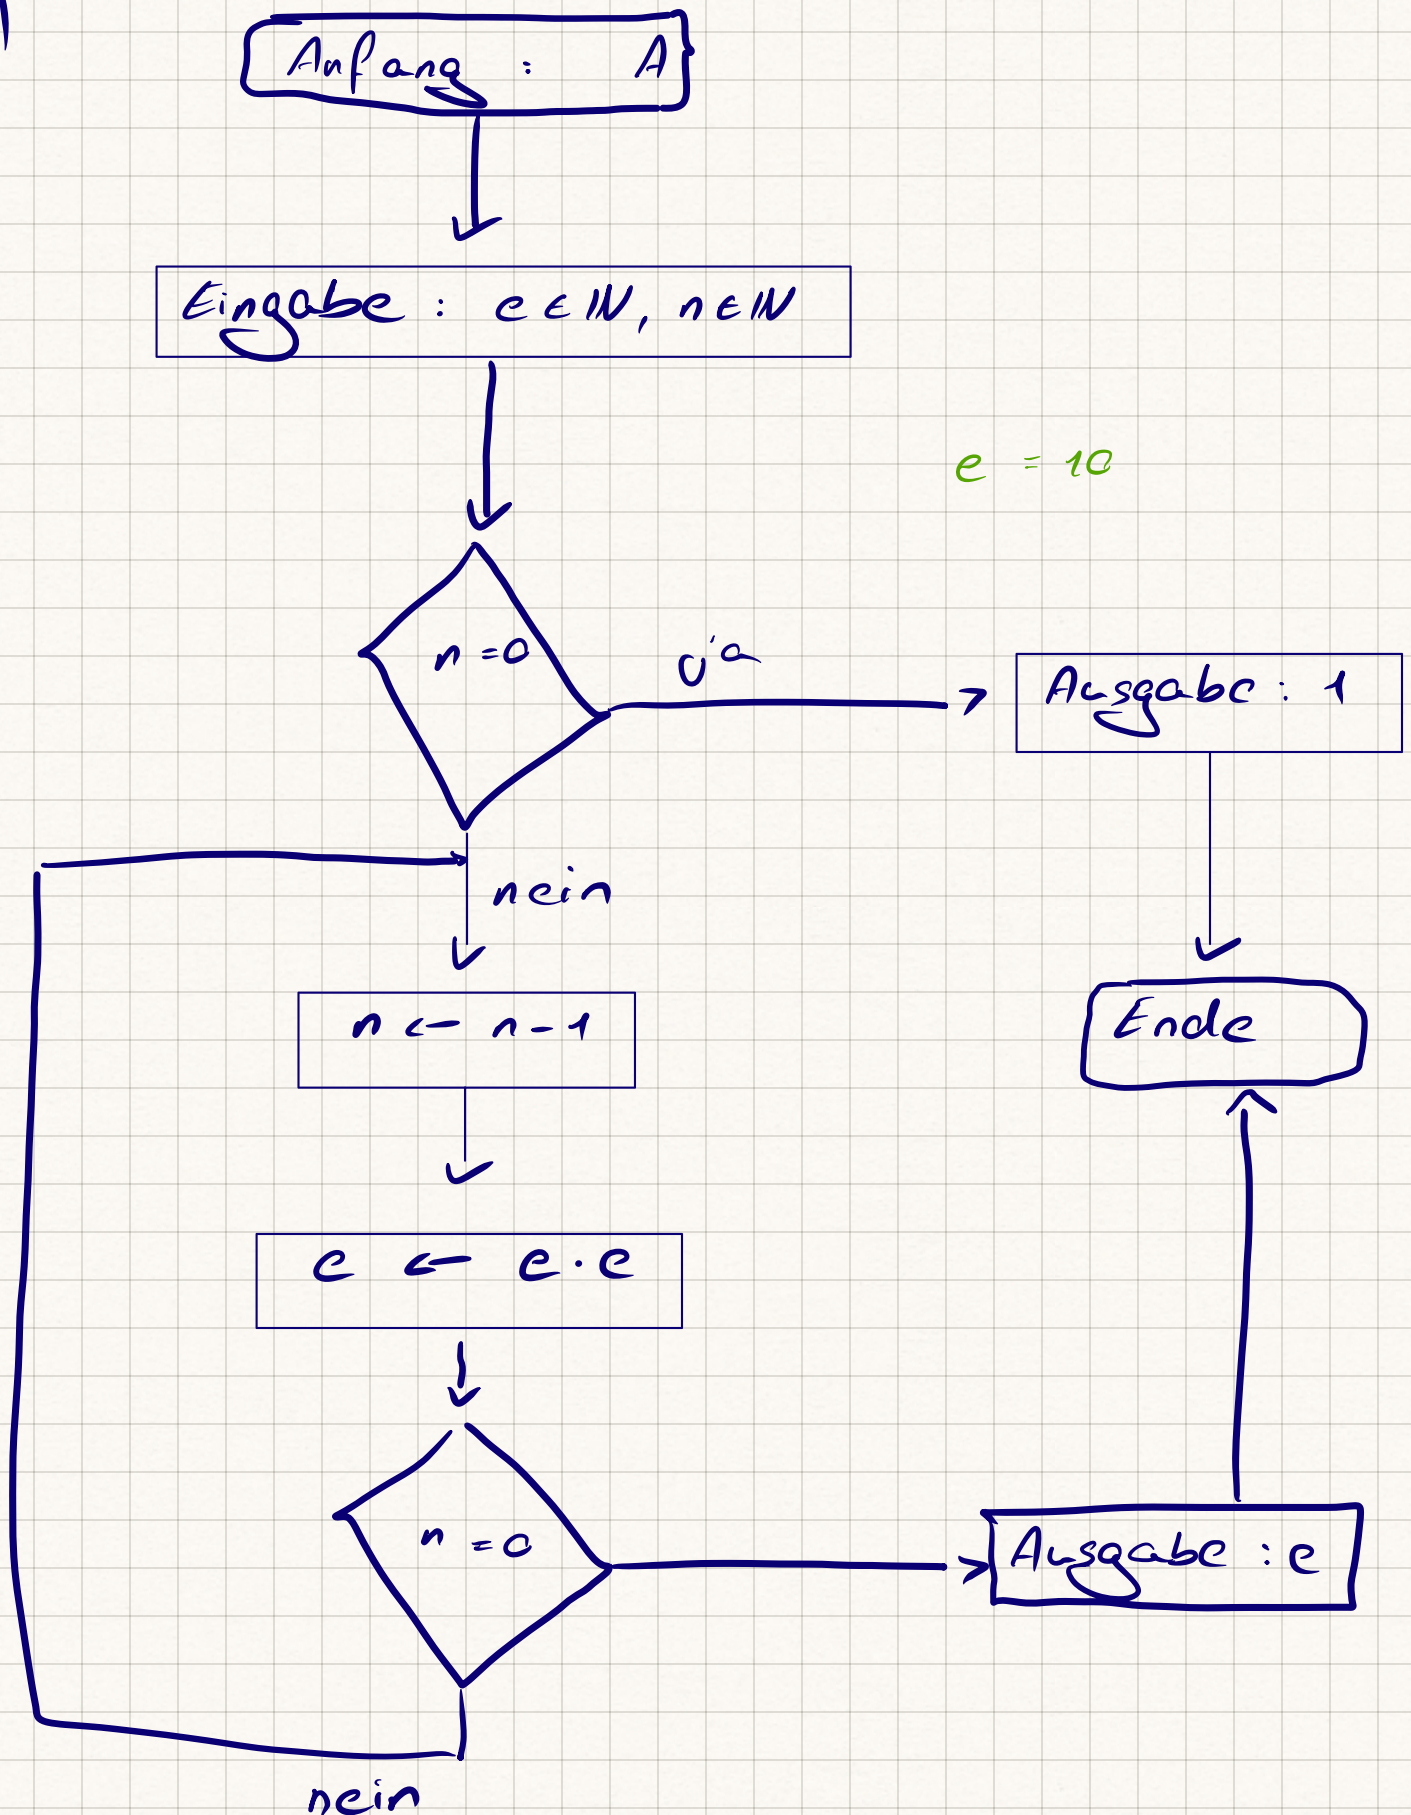 Anfang : A
Eingabe : e ∈ ℕ, n ∈ ℕ
e = 10
n = 0
ja
Ausgabe : 1
nein
n ← n - 1
Ende
e ← e · e
n = 0
Ausgabe : e
nein